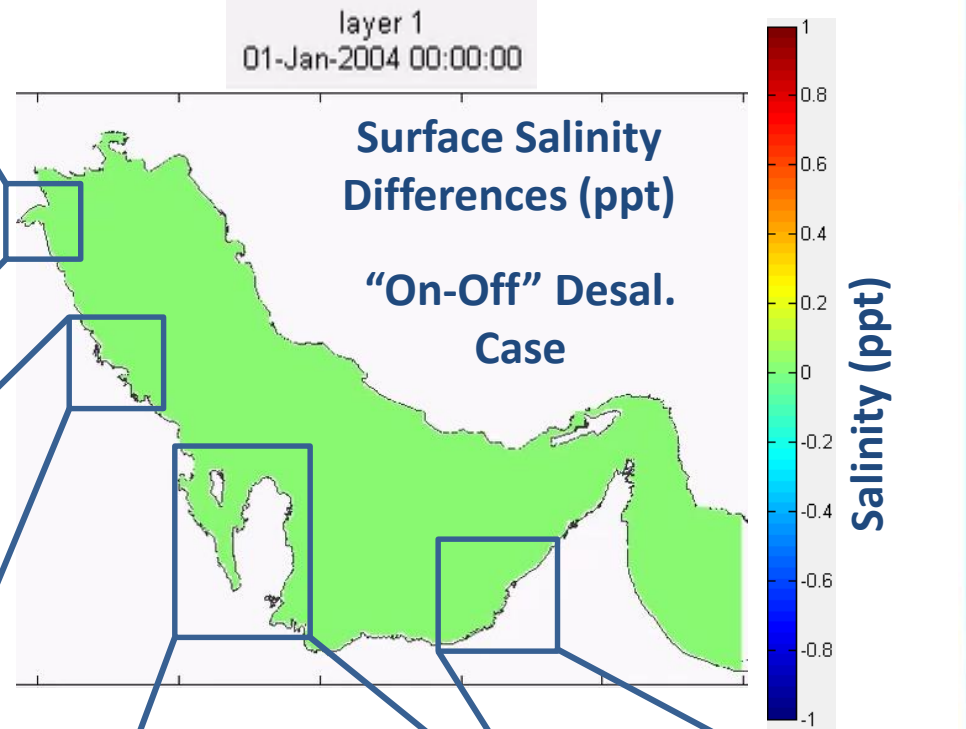 layer 1
01-Jan-2004 00:00:00
Surface Salinity
Differences (ppt)
“On-Off” Desal.
Case
1
0.8
0.6
0.4
0.2
0
-0.2
-0.4
-0.6
-0.8
-1
Salinity (ppt)